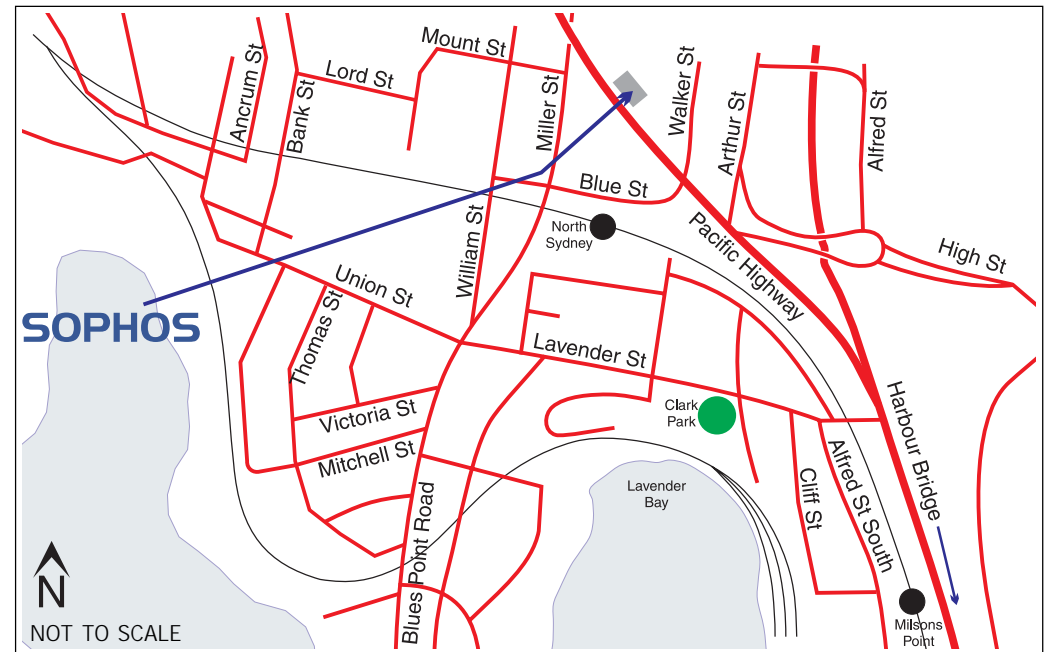 Mount St
Ancrum St
Lord St
Bank St
Miller St
Walker St
Arthur St
Alfred St
Blue St
North
Sydney
William St
Pacific Highway
High St
Union St
SOPHOS
Thomas St
Lavender St
Victoria St
Mitchell St
Clark
Park
Harbour Bridge
Lavender
Bay
Cliff St
Alfred St South
Blues Point Road
N
NOT TO SCALE
Milsons
Point